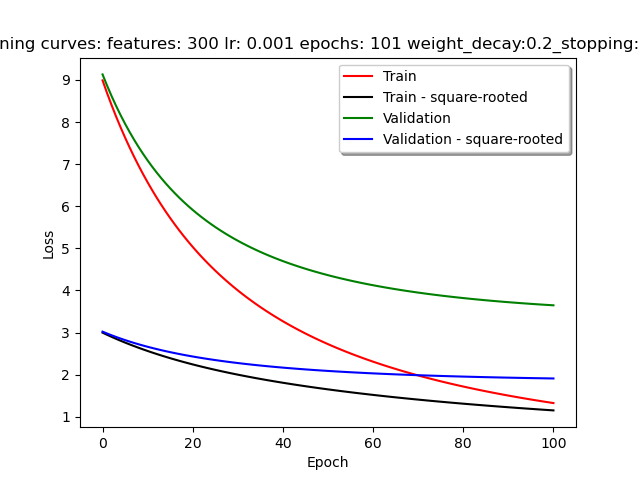 ning curves: features: 300 lr: 0.001 epochs: 101 weight_decay:0.2_stopping:
Train
Train - square-rooted
Validation
Validation - square-rooted
Loss
9
8
7
6
5
4
3
2
1
0 20 40 60 80 100
Epoch